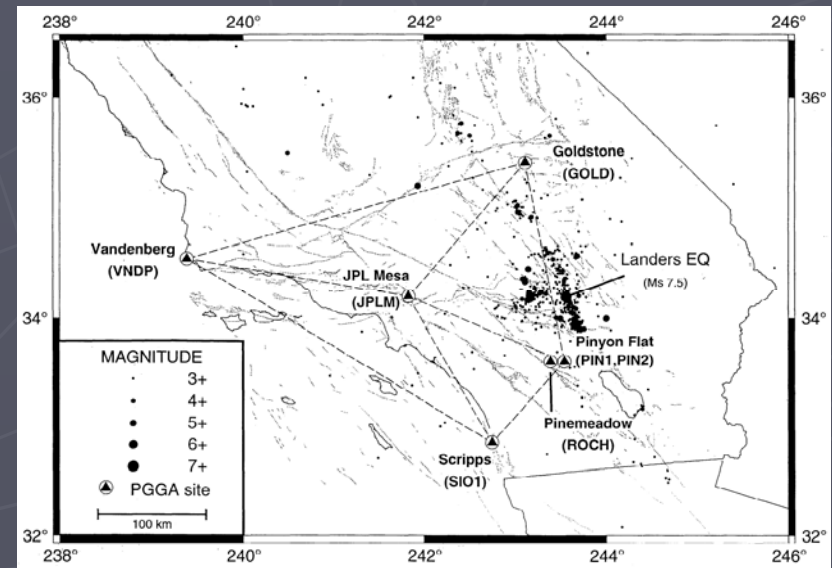 238°
240°
242°
244°
246°
36°
36°
Goldstone
(GOLD)
Vandenberg
(VNDP)
JPL Mesa
(JPLM)
Landers EQ
(Ms 7.5)
34°
34°
Pinyon Flat
(PIN1,PIN2)
Pinemeadow
(ROCH)
Scripps
(SIO1)
MAGNITUDE
3+
4+
5+
6+
7+
PGGA site
100 km
32°
32°
238°
240°
242°
244°
246°